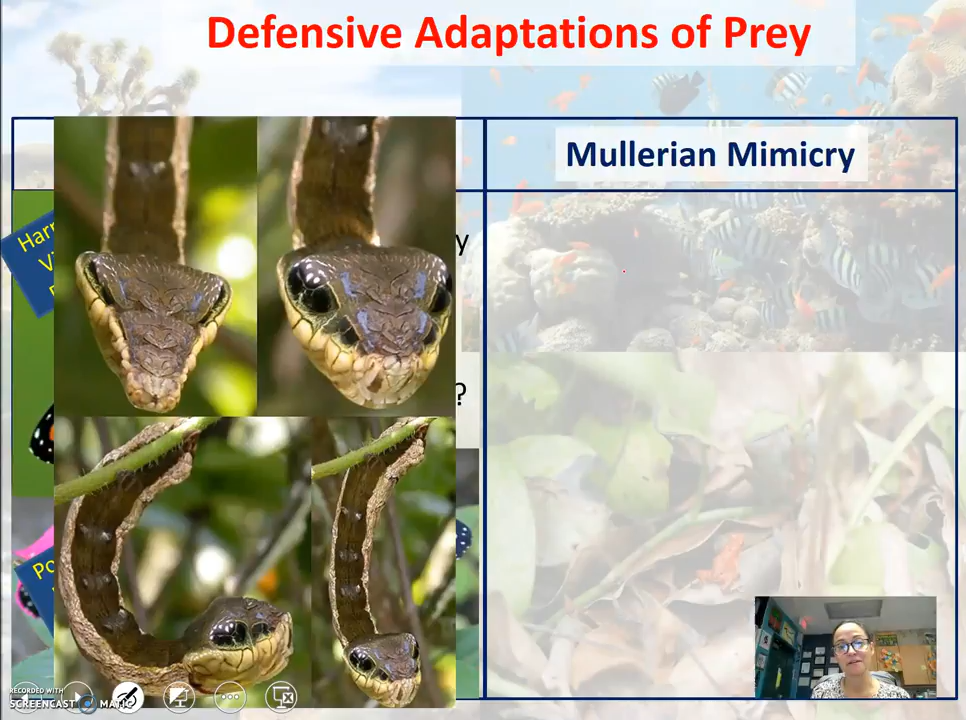 Defensive Adaptations of Prey
Mullerian Mimicry
y
?
RECORDED WITH
SCREENCAST MATIC